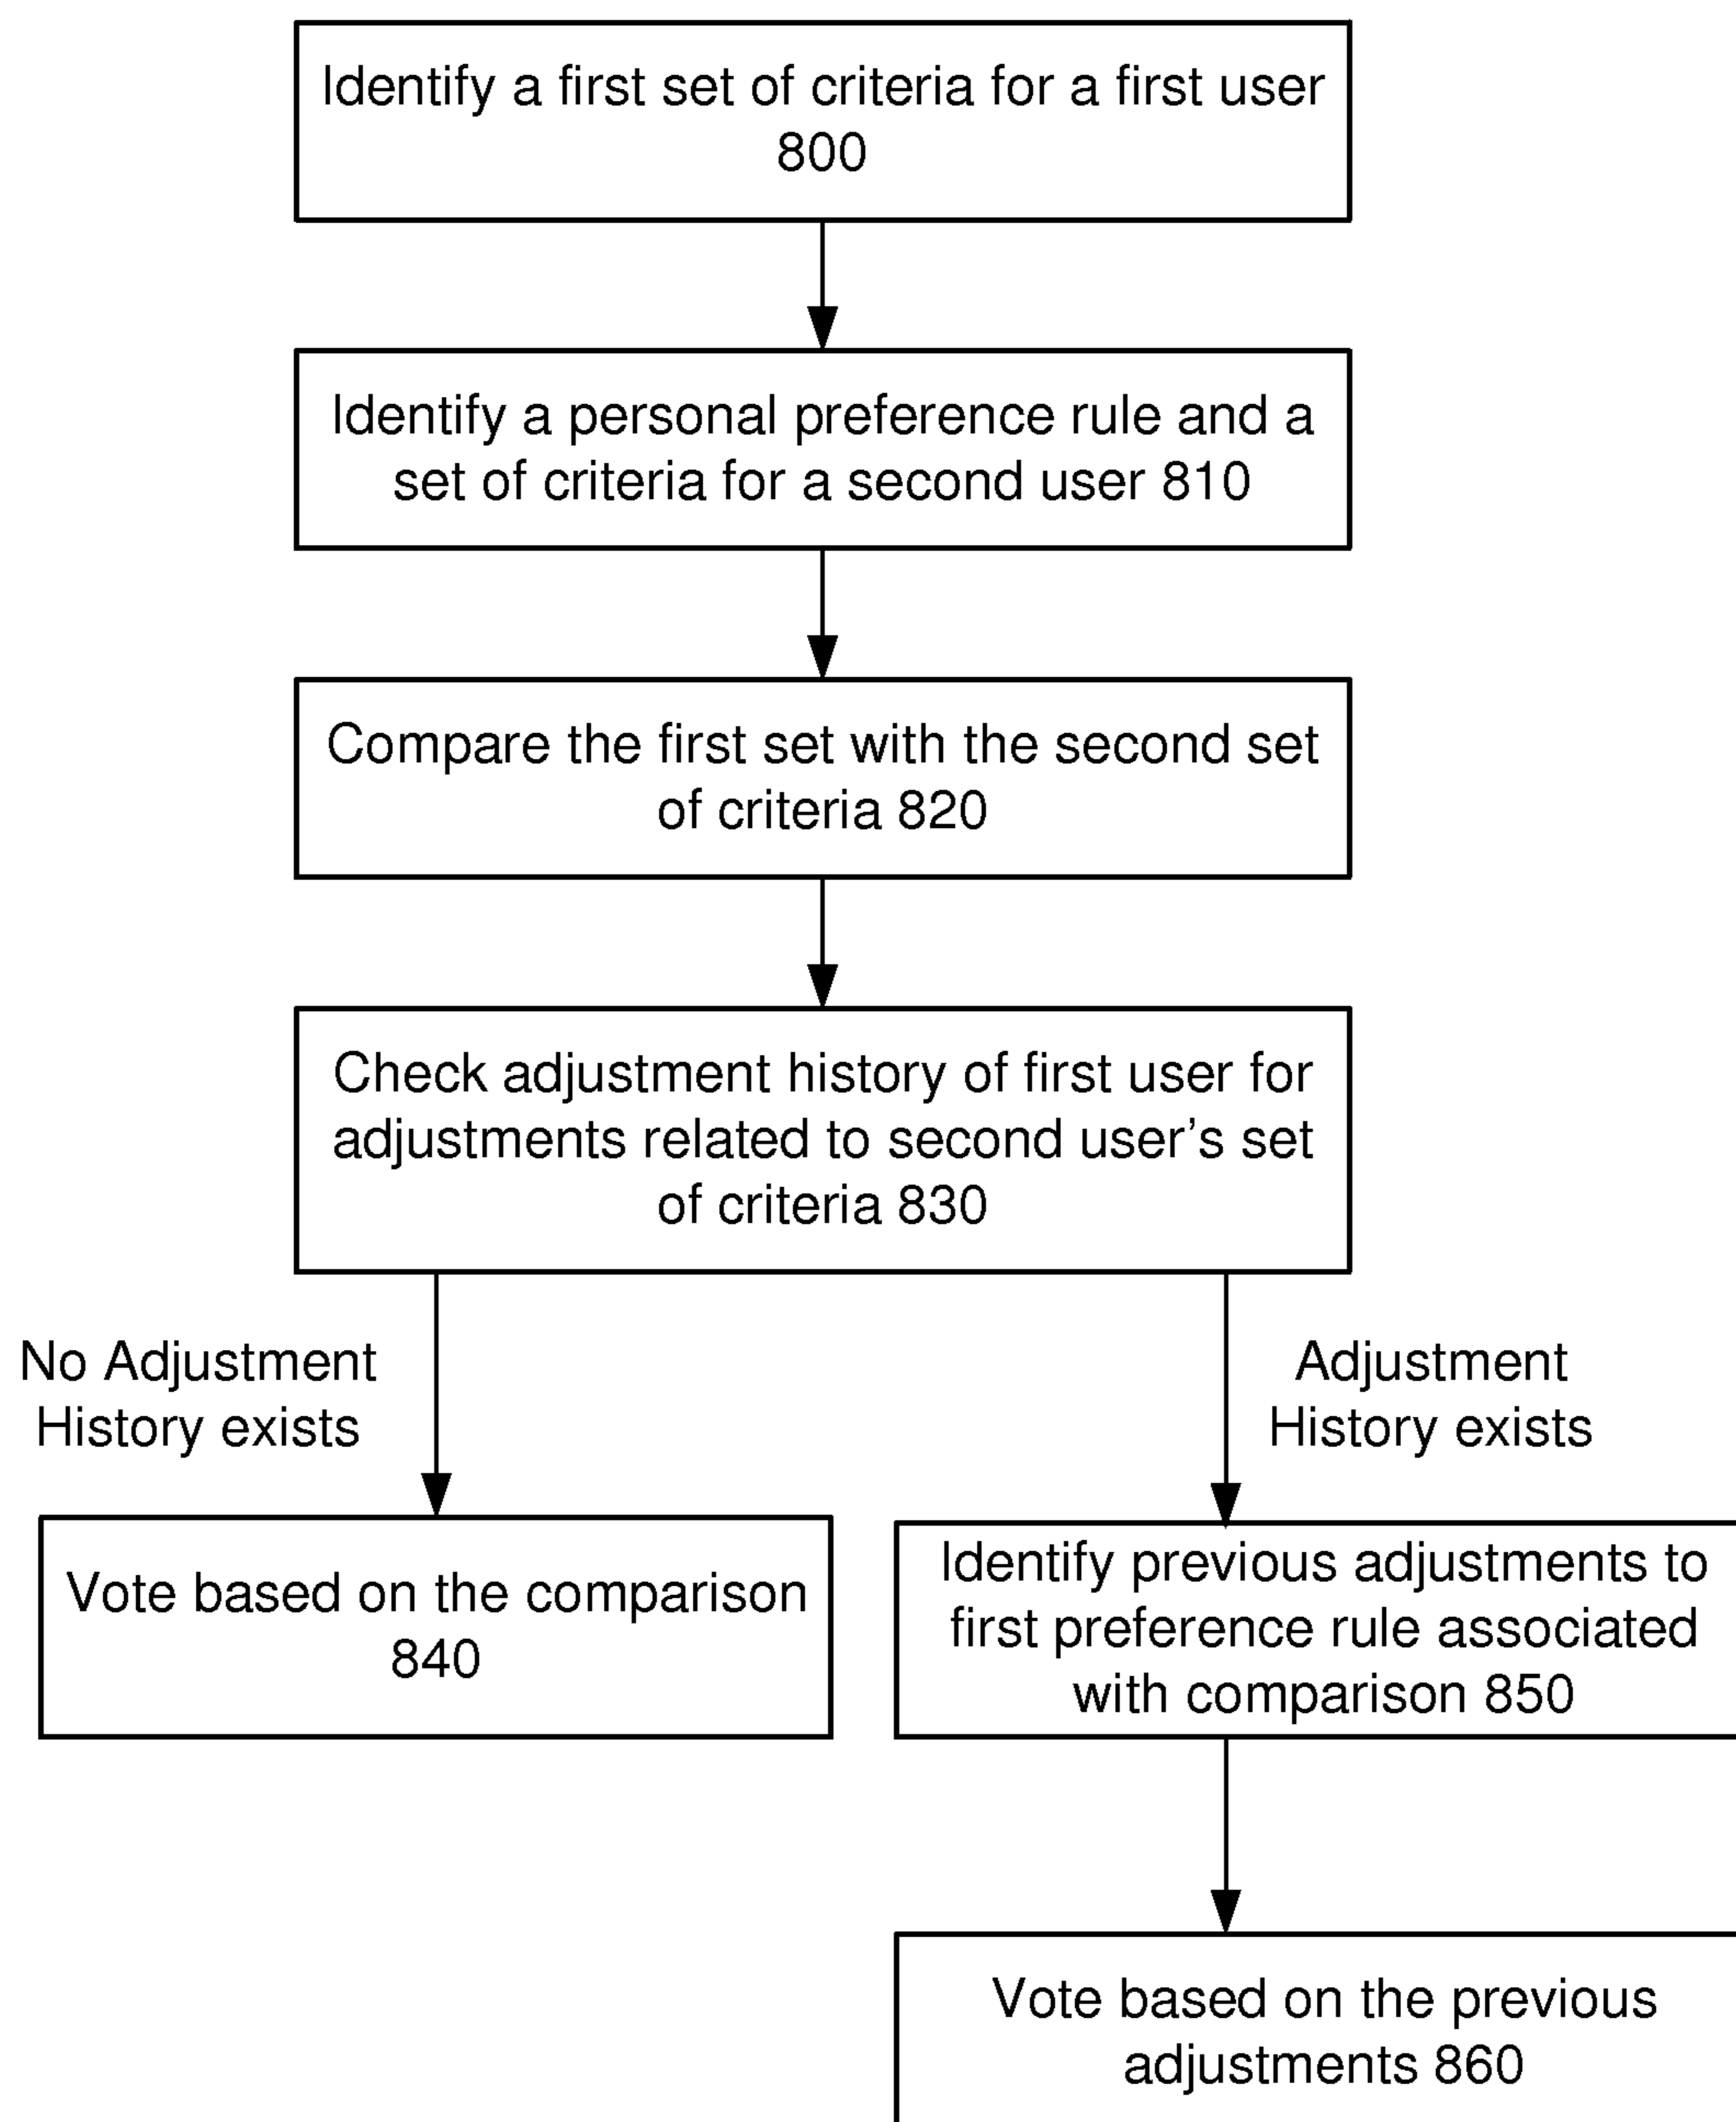 Identify a first set of criteria for a first user
800
Identify a personal preference rule and a
set of criteria for a second user 810
Compare the first set with the second set
of criteria 820
Check adjustment history of first user for
adjustments related to second user's set
of criteria 830
No Adjustment
History exists
Adjustment
History exists
Vote based on the comparison
840
Identify previous adjustments to
first preference rule associated
with comparison 850
Vote based on the previous
adjustments 860